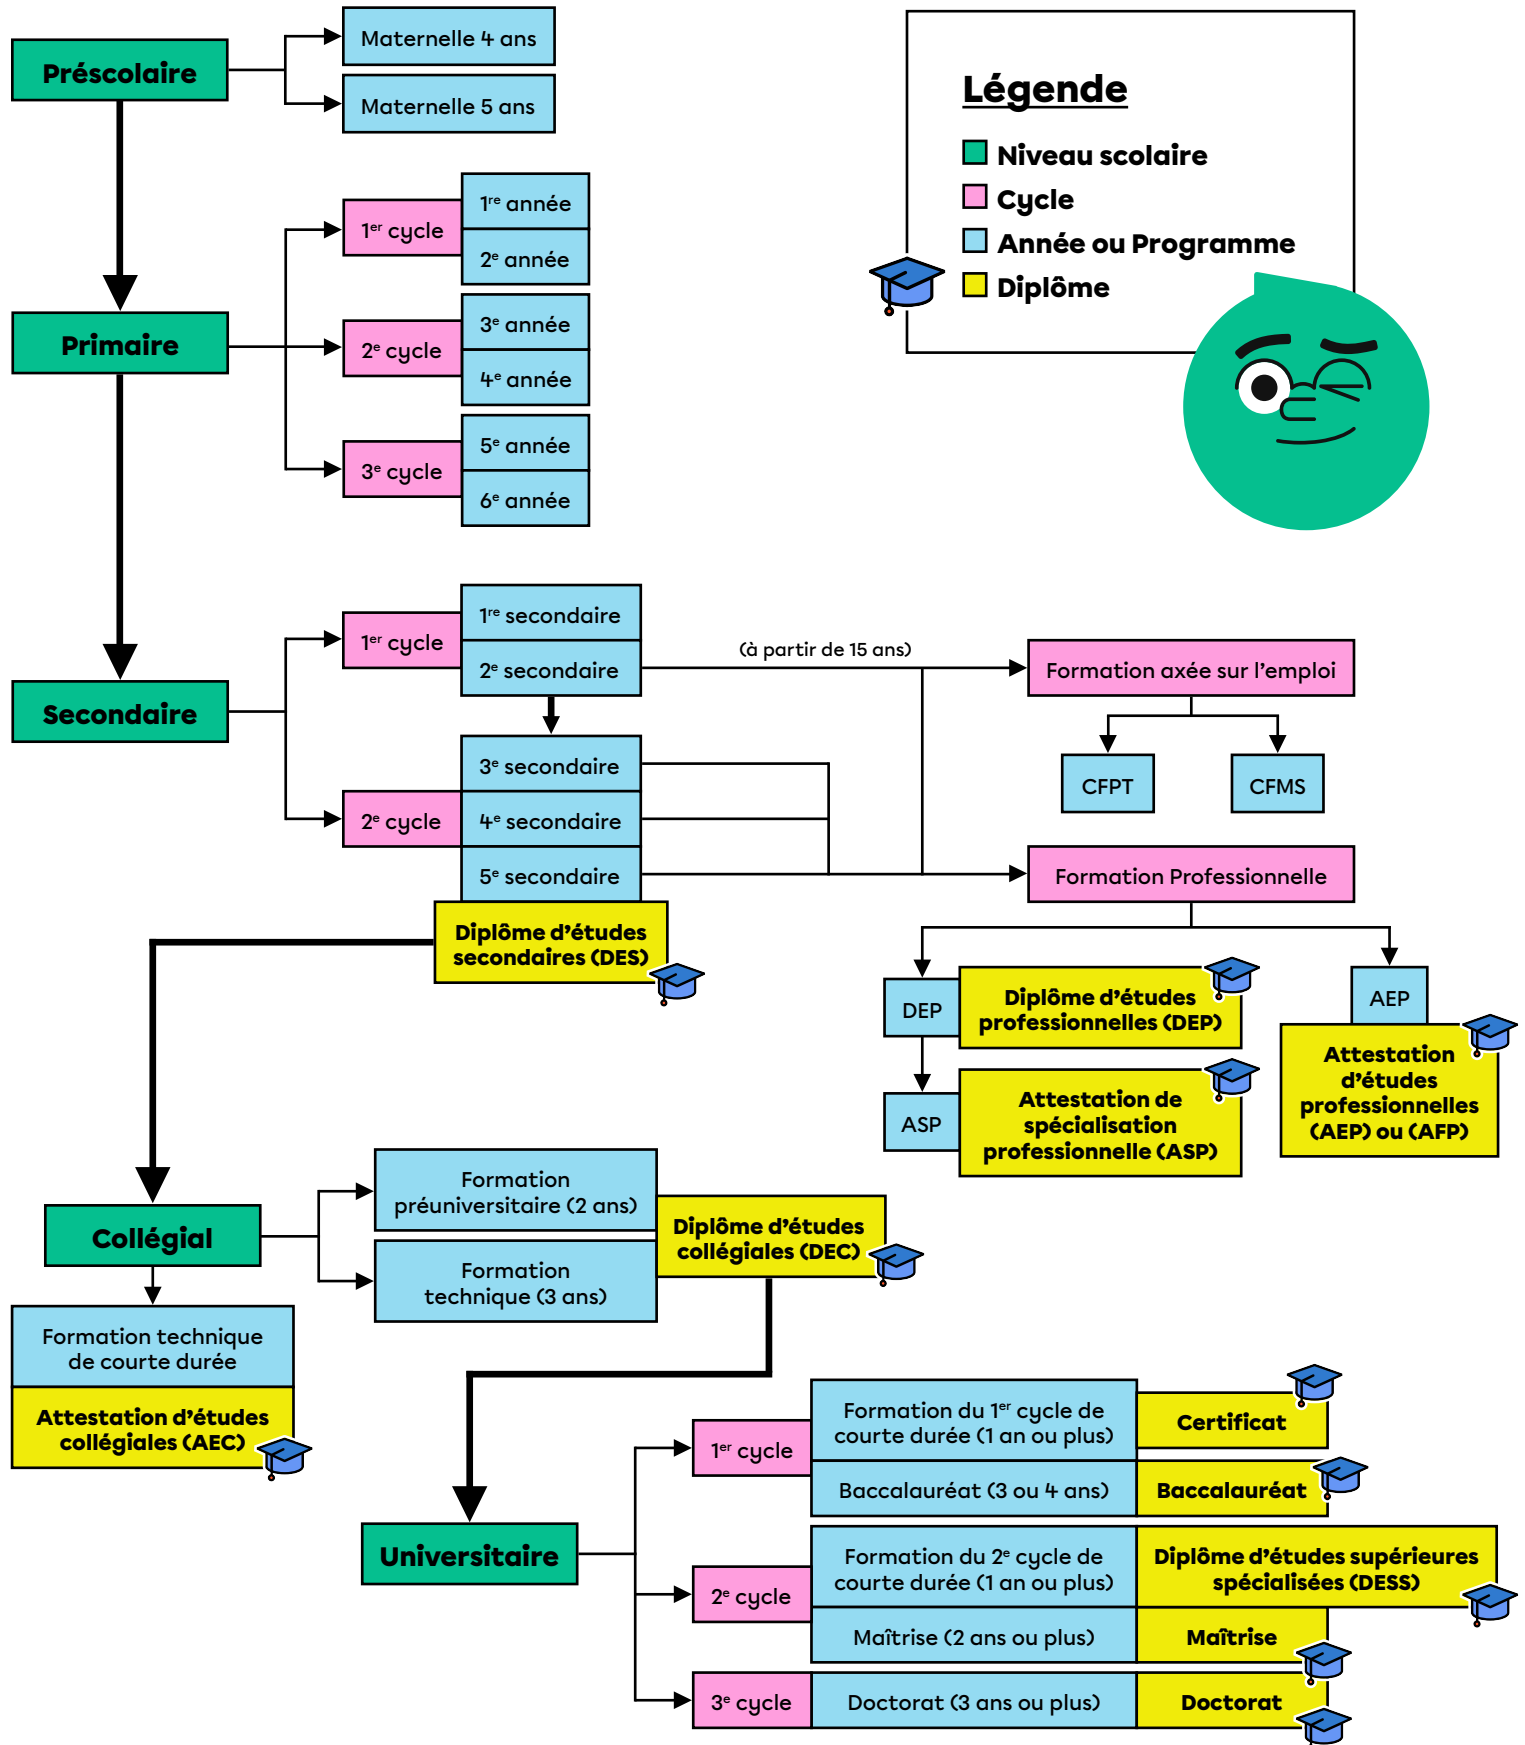 Préscolaire
Maternelle 4 ans
Maternelle 5 ans
Légende
Niveau scolaire
Cycle
Année ou Programme
Diplôme
Primaire
1er cycle
1re année
2e année
2e cycle
3e année
4e année
3e cycle
5e année
6e année
Secondaire
1er cycle
1re secondaire
2e secondaire
(à partir de 15 ans)
Formation axée sur l'emploi
CFPT
CFMS
2e cycle
3e secondaire
4e secondaire
5e secondaire
Formation Professionnelle
Diplôme d'études
secondaires (DES)
DEP
Diplôme d'études
professionnelles (DEP)
ASP
Attestation de
spécialisation
professionnelle (ASP)
AEP
Attestation
d'études
professionnelles
(AEP) ou (AFP)
Collégial
Formation
préuniversitaire (2 ans)
Formation
technique (3 ans)
Diplôme d'études
collégiales (DEC)
Formation technique
de courte durée
Attestation d'études
collégiales (AEC)
Universitaire
1er cycle
Formation du 1er cycle de
courte durée (1 an ou plus)
Certificat
Baccalauréat (3 ou 4 ans)
Baccalauréat
2e cycle
Formation du 2e cycle de
courte durée (1 an ou plus)
Diplôme d'études supérieures
spécialisées (DESS)
Maîtrise (2 ans ou plus)
Maîtrise
3e cycle
Doctorat (3 ans ou plus)
Doctorat